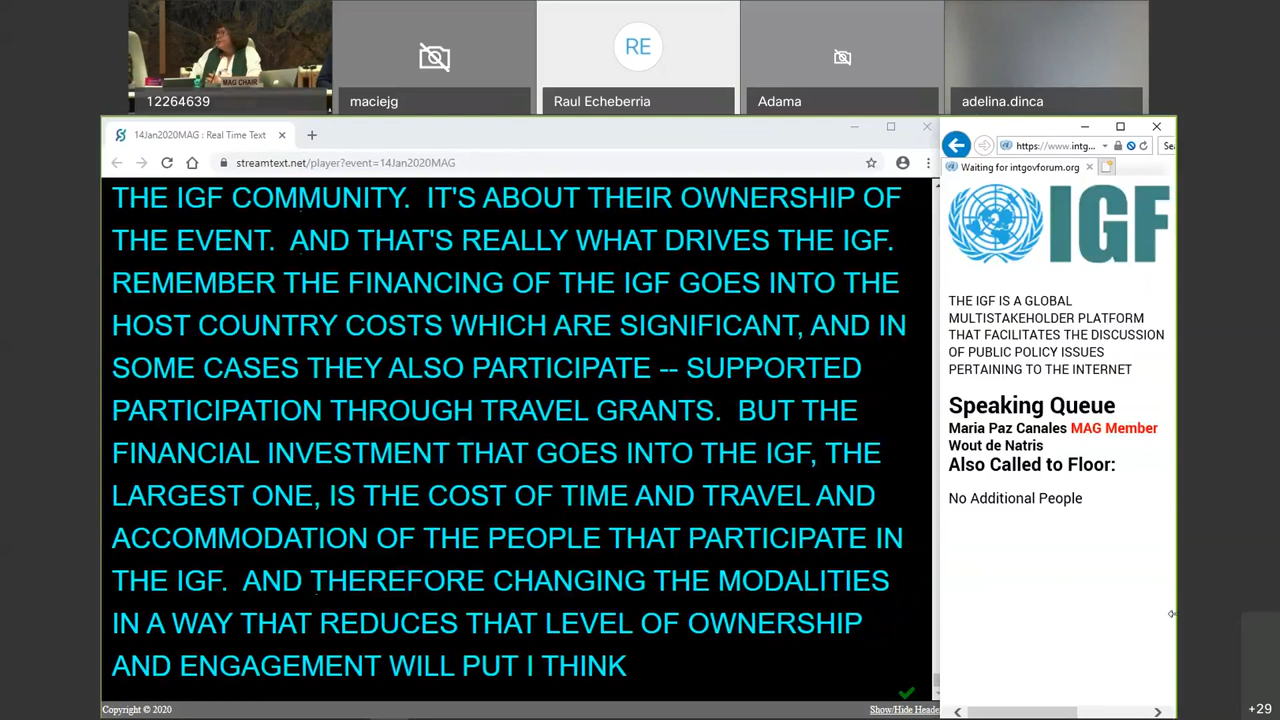 MAG CHAIR
12264639
maciejg
RE
Raul Echeberria
Adama
adelina.dinca
14Jan2020MAG : Real Time Text
streamtext.net/player?event=14Jan2020MAG
THE IGF COMMUNITY.  IT'S ABOUT THEIR OWNERSHIP OF
THE EVENT.  AND THAT'S REALLY WHAT DRIVES THE IGF.
REMEMBER THE FINANCING OF THE IGF GOES INTO THE
HOST COUNTRY COSTS WHICH ARE SIGNIFICANT, AND IN
SOME CASES THEY ALSO PARTICIPATE -- SUPPORTED
PARTICIPATION THROUGH TRAVEL GRANTS.  BUT THE
FINANCIAL INVESTMENT THAT GOES INTO THE IGF, THE
LARGEST ONE, IS THE COST OF TIME AND TRAVEL AND
ACCOMMODATION OF THE PEOPLE THAT PARTICIPATE IN
THE IGF.  AND THEREFORE CHANGING THE MODALITIES
IN A WAY THAT REDUCES THAT LEVEL OF OWNERSHIP
AND ENGAGEMENT WILL PUT I THINK
Copyright © 2020
Show/Hide Heade
https://www.intg...
Sea
Waiting for intgovforum.org
IGF
THE IGF IS A GLOBAL
MULTISTAKEHOLDER PLATFORM
THAT FACILITATES THE DISCUSSION
OF PUBLIC POLICY ISSUES
PERTAINING TO THE INTERNET
Speaking Queue
Maria Paz Canales MAG Member
Wout de Natris
Also Called to Floor:
No Additional People
+29